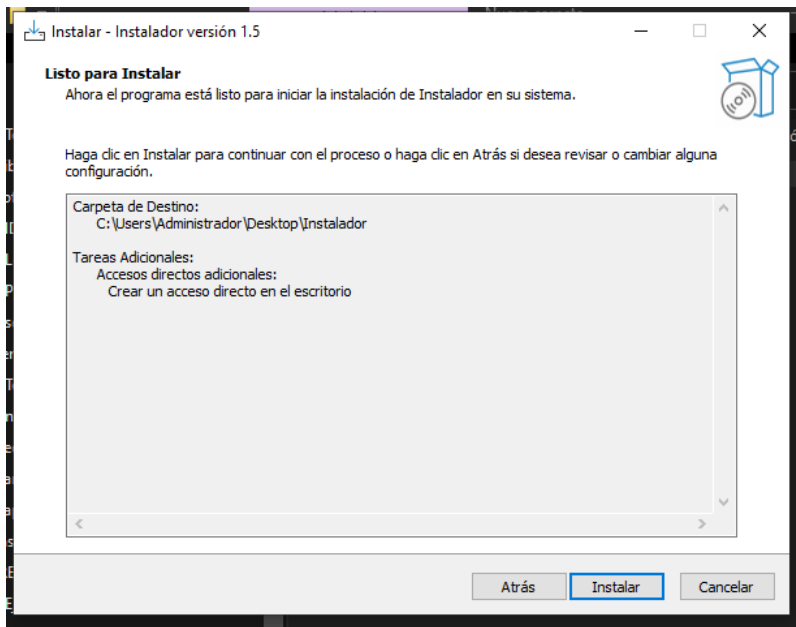 Instalar - Instalador versión 1.5
Listo para Instalar
Ahora el programa está listo para iniciar la instalación de Instalador en su sistema.
Haga clic en Instalar para continuar con el proceso o haga clic en Atrás si desea revisar o cambiar alguna
configuración.
Carpeta de Destino:
C:\Users\Administrador\Desktop\Instalador
Tareas Adicionales:
Accesos directos adicionales:
Crear un acceso directo en el escritorio
Atrás
Instalar
Cancelar